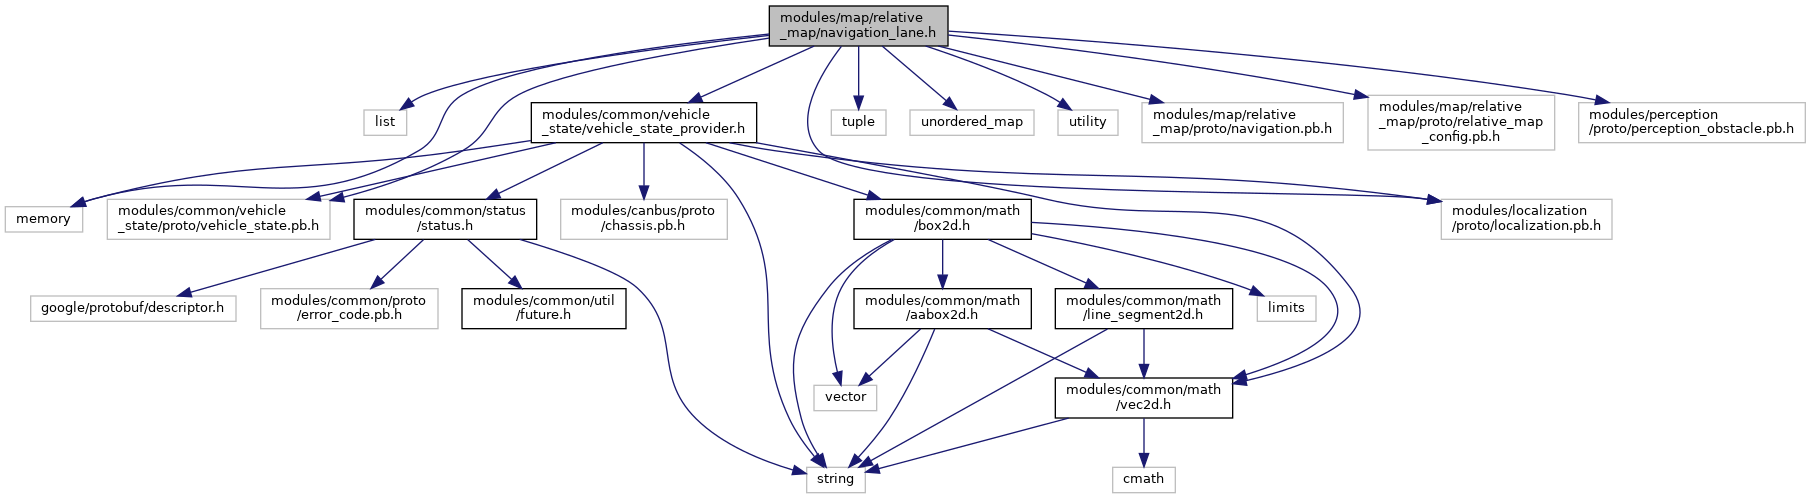 modules/map/relative
_map/navigation_lane.h
list
modules/common/vehicle
_state/vehicle_state_provider.h
tuple
unordered_map
utility
modules/map/relative
_map/proto/navigation.pb.h
modules/map/relative
_map/proto/relative_map
_config.pb.h
modules/perception
/proto/perception_obstacle.pb.h
memory
modules/common/vehicle
_state/proto/vehicle_state.pb.h
modules/common/status
/status.h
modules/canbus/proto
/chassis.pb.h
modules/common/math
/box2d.h
modules/localization
/proto/localization.pb.h
google/protobuf/descriptor.h
modules/common/proto
/error_code.pb.h
modules/common/util
/future.h
modules/common/math
/aabox2d.h
modules/common/math
/line_segment2d.h
limits
vector
modules/common/math
/vec2d.h
string
cmath